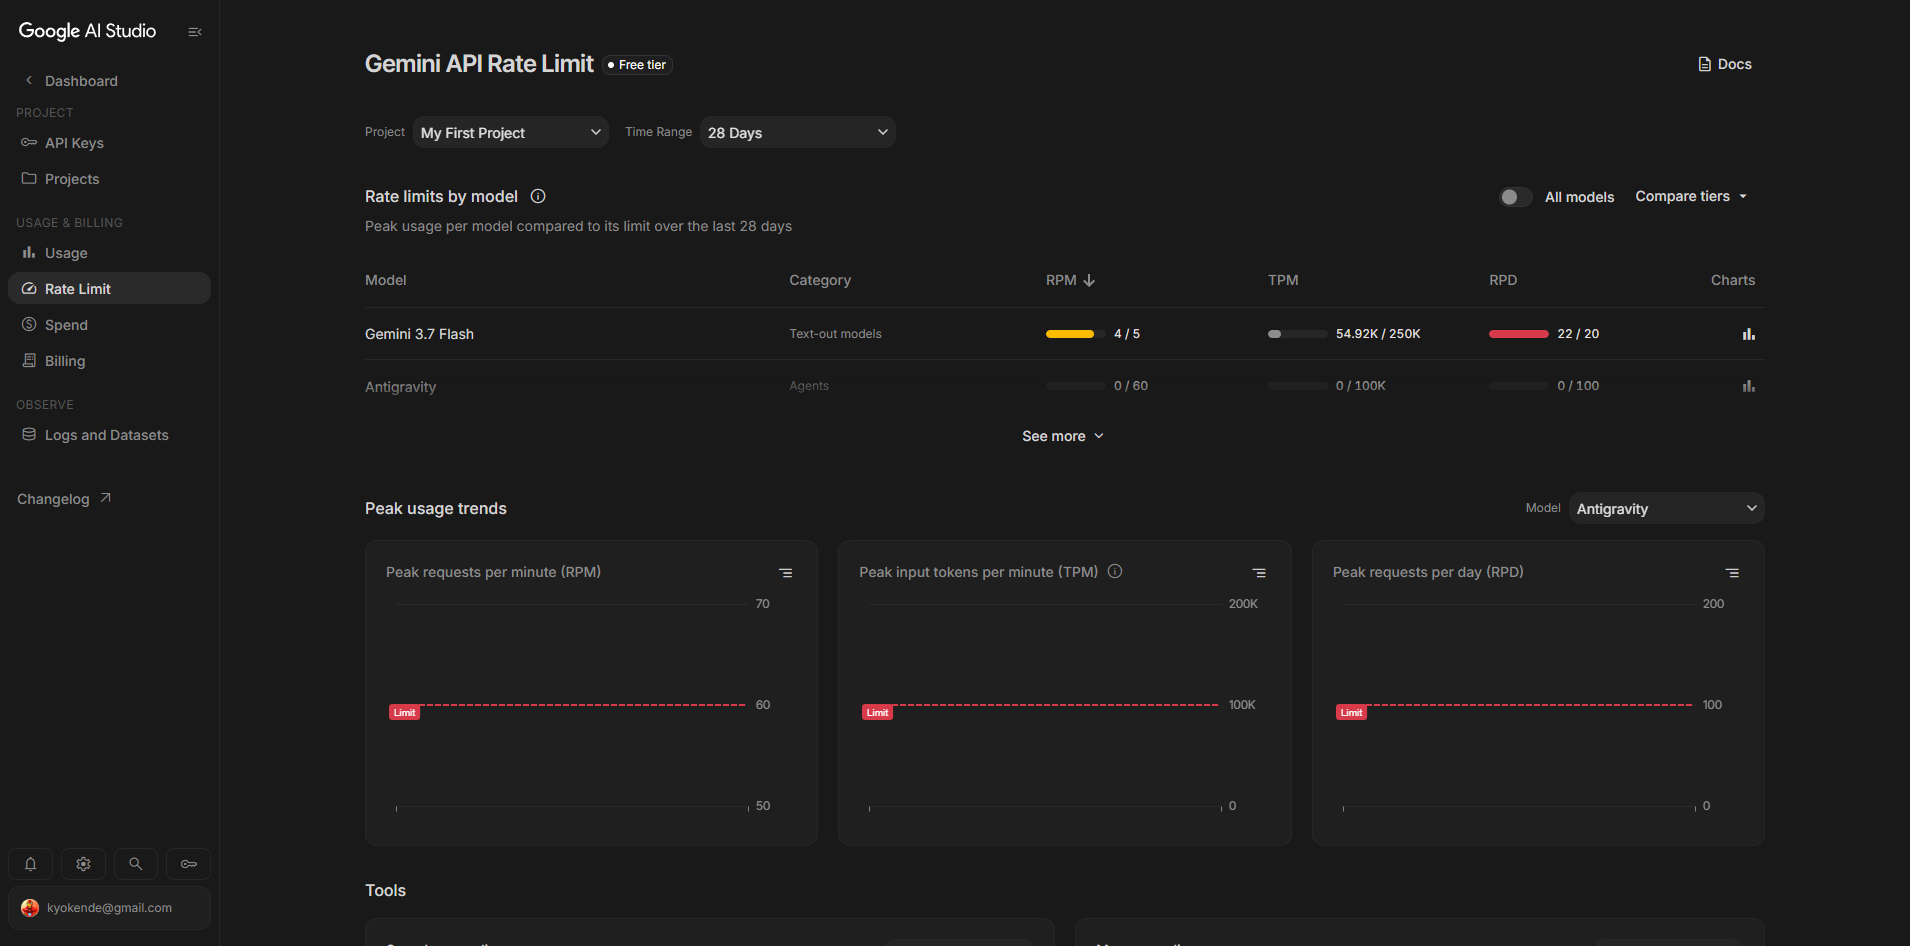 Google AI Studio
Dashboard
PROJECT
API Keys
Projects
USAGE & BILLING
Usage
Rate Limit
Spend
Billing
OBSERVE
Logs and Datasets
Changelog
kyokende@gmail.com
Gemini API Rate Limit
Free tier
Docs
Project
My First Project
Time Range
28 Days
Rate limits by model
All models
Compare tiers
Peak usage per model compared to its limit over the last 28 days
Model Category RPM TPM RPD Charts
Gemini 3.7 Flash Text-out models 4 / 5 54.92K / 250K 22 / 20
Antigravity Agents 0 / 60 0 / 100K 0 / 100
See more
Peak usage trends
Model
Antigravity
Peak requests per minute (RPM)
70
60
Limit
50
Peak input tokens per minute (TPM)
200K
100K
Limit
0
Peak requests per day (RPD)
200
100
Limit
0
Tools